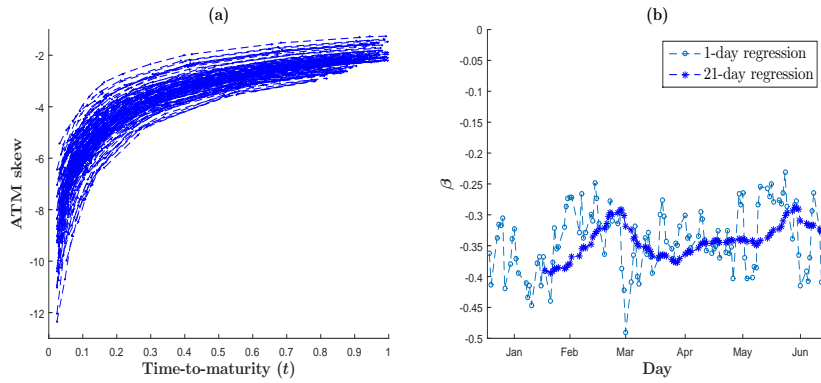 (a)
-2
-4
-6
-8
-10
-12
ATM skew
0 0.1 0.2 0.3 0.4 0.5 0.6 0.7 0.8 0.9 1
Time-to-maturity (t)
(b)
0
-0.05
-0.1
-0.15
-0.2
-0.25
-0.3
-0.35
-0.4
-0.45
-0.5
β
1-day regression
21-day regression
Jan Feb Mar Apr May Jun
Day